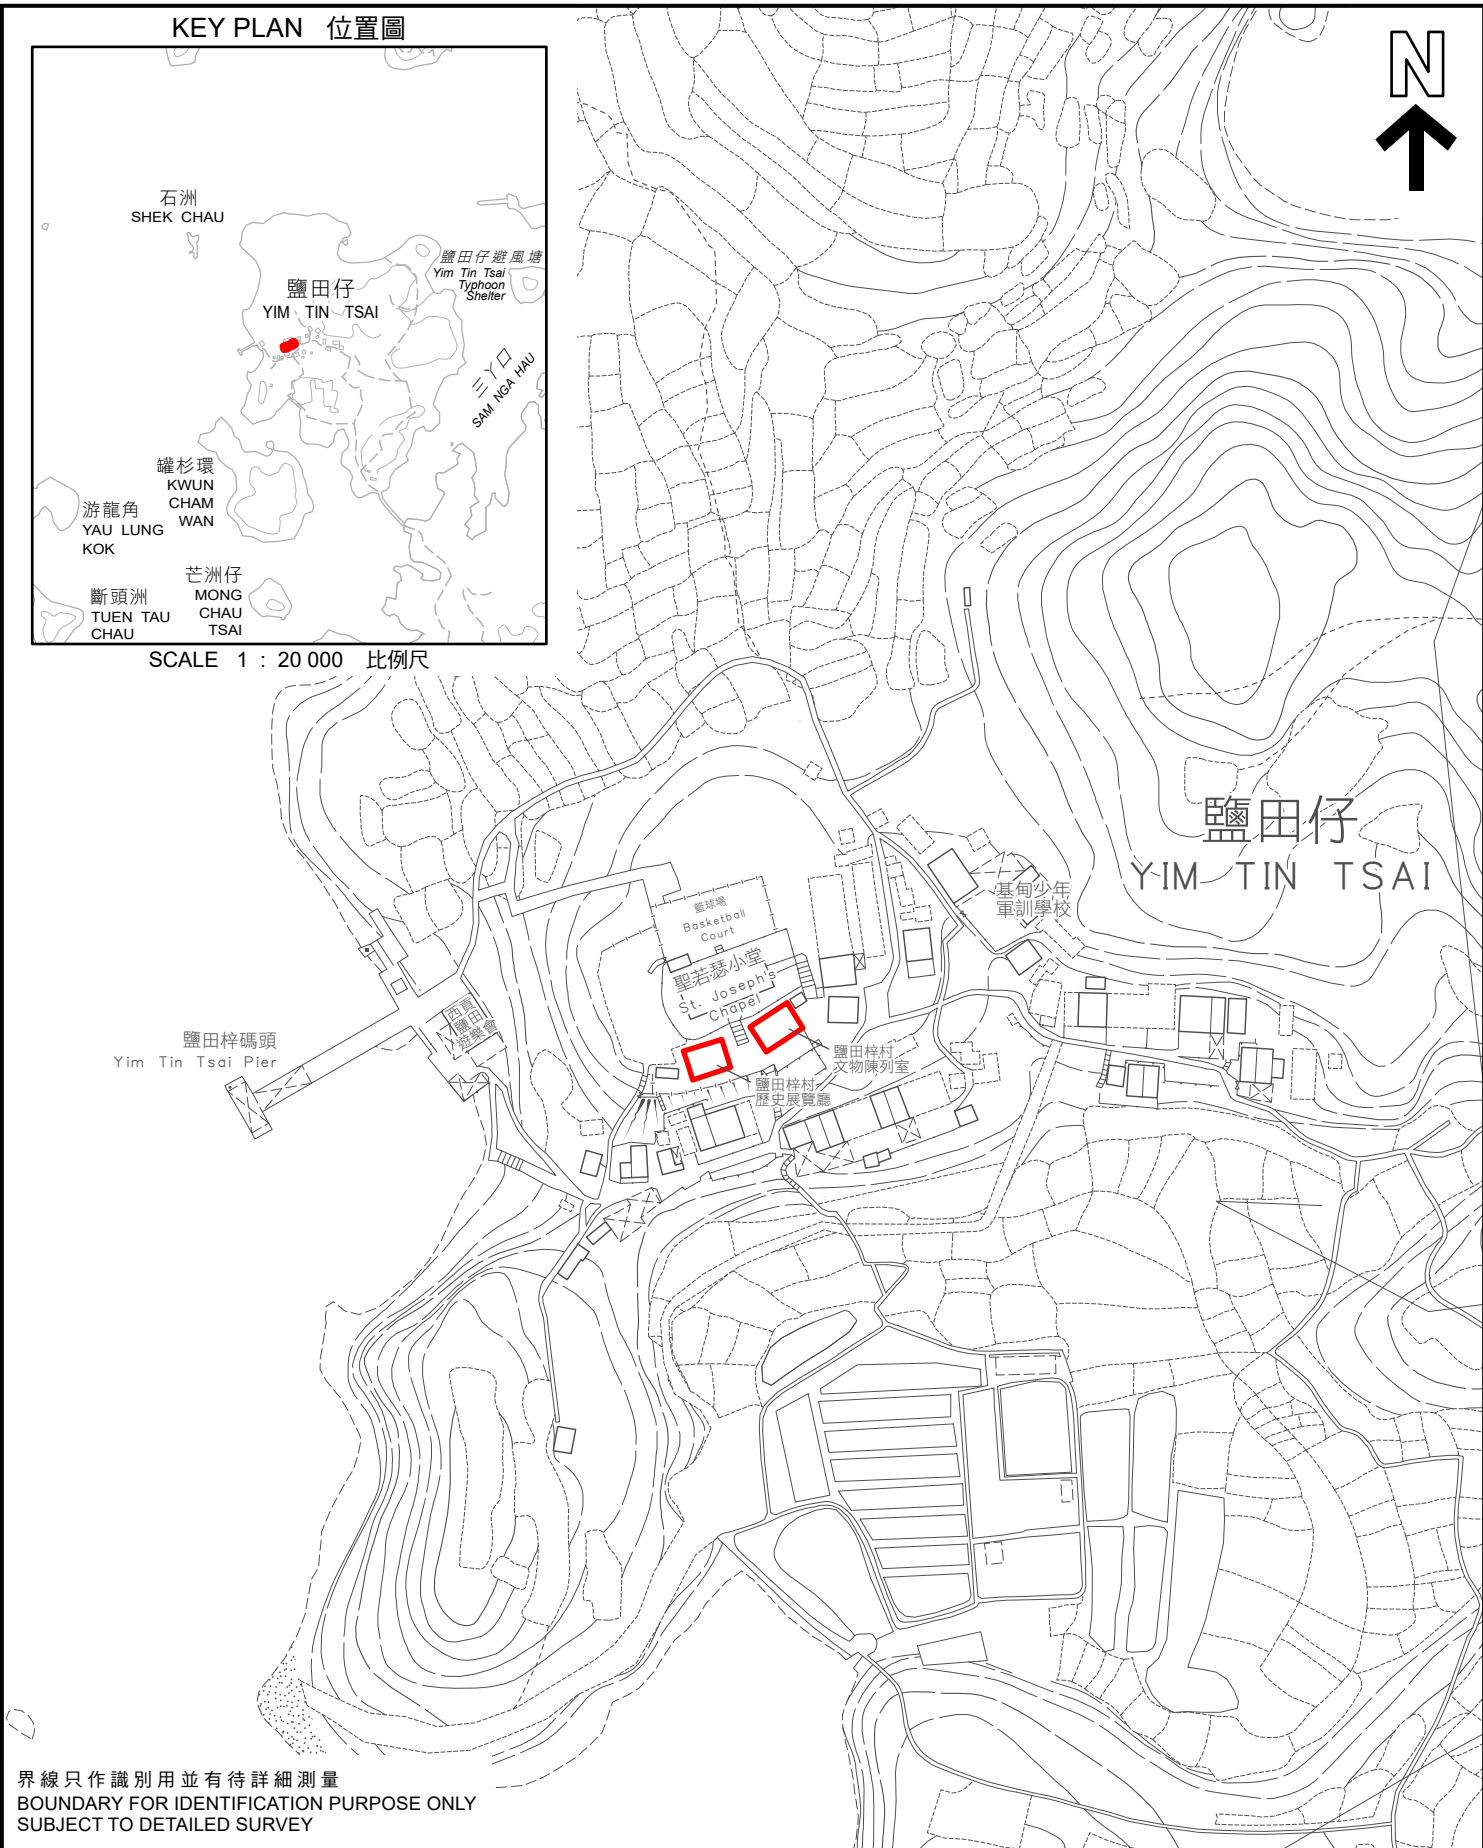 KEY PLAN 位置圖
N
石洲
SHEK CHAU
鹽田仔避風塘
Yim Tin Tsai
Typhoon
Shelter
鹽田仔
YIM TIN TSAI
三丫口
SAM NGA HAU
罐杉環
KWUN
CHAM
WAN
游龍角
YAU LUNG
KOK
芒洲仔
MONG
CHAU
TSAI
斷頭洲
TUEN TAU
CHAU
SCALE 1 : 20 000 比例尺
鹽田仔
YIM TIN TSAI
基甸少年
軍訓學校
籃球場
Basketball
Court
聖若瑟小堂
St. Joseph's
Chapel
西貢
鹽田
遊樂會
鹽田梓碼頭
Yim Tin Tsai Pier
鹽田梓村
文物陳列室
鹽田梓村
歷史展覽廳
界線只作識別用並有待詳細測量
BOUNDARY FOR IDENTIFICATION PURPOSE ONLY
SUBJECT TO DETAILED SURVEY